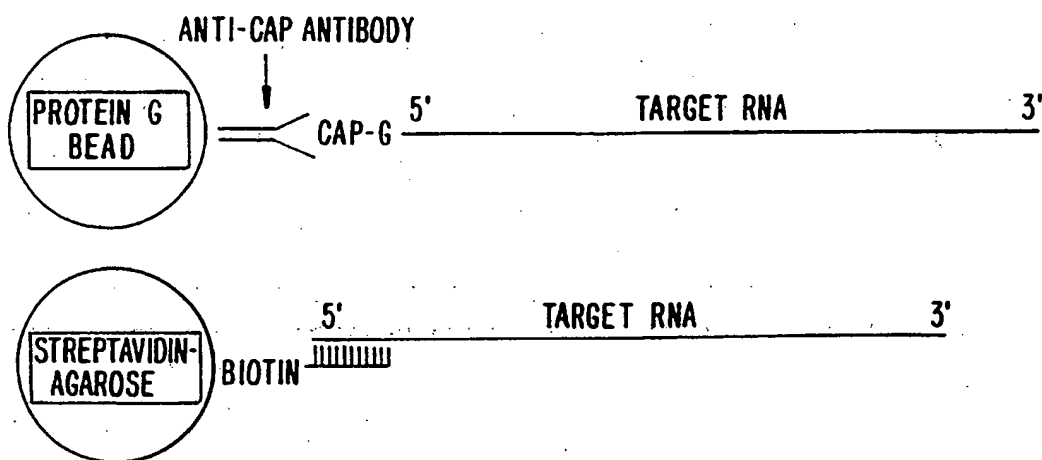 ANTI-CAP ANTIBODY
PROTEIN G
BEAD
CAP-G
5'
TARGET RNA
3'
5'
TARGET RNA
3'
STREPTAVIDIN-
AGAROSE
BIOTIN